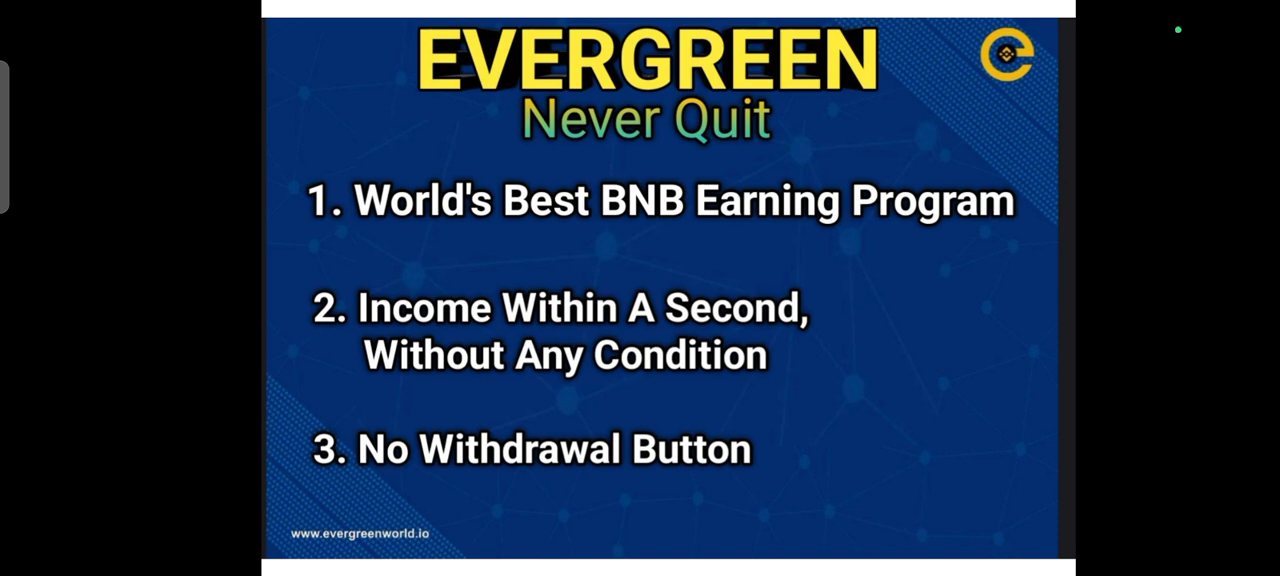 EVERGREEN
Never Quit
1. World's Best BNB Earning Program
2. Income Within A Second,
Without Any Condition
3. No Withdrawal Button
www.evergreenworld.io